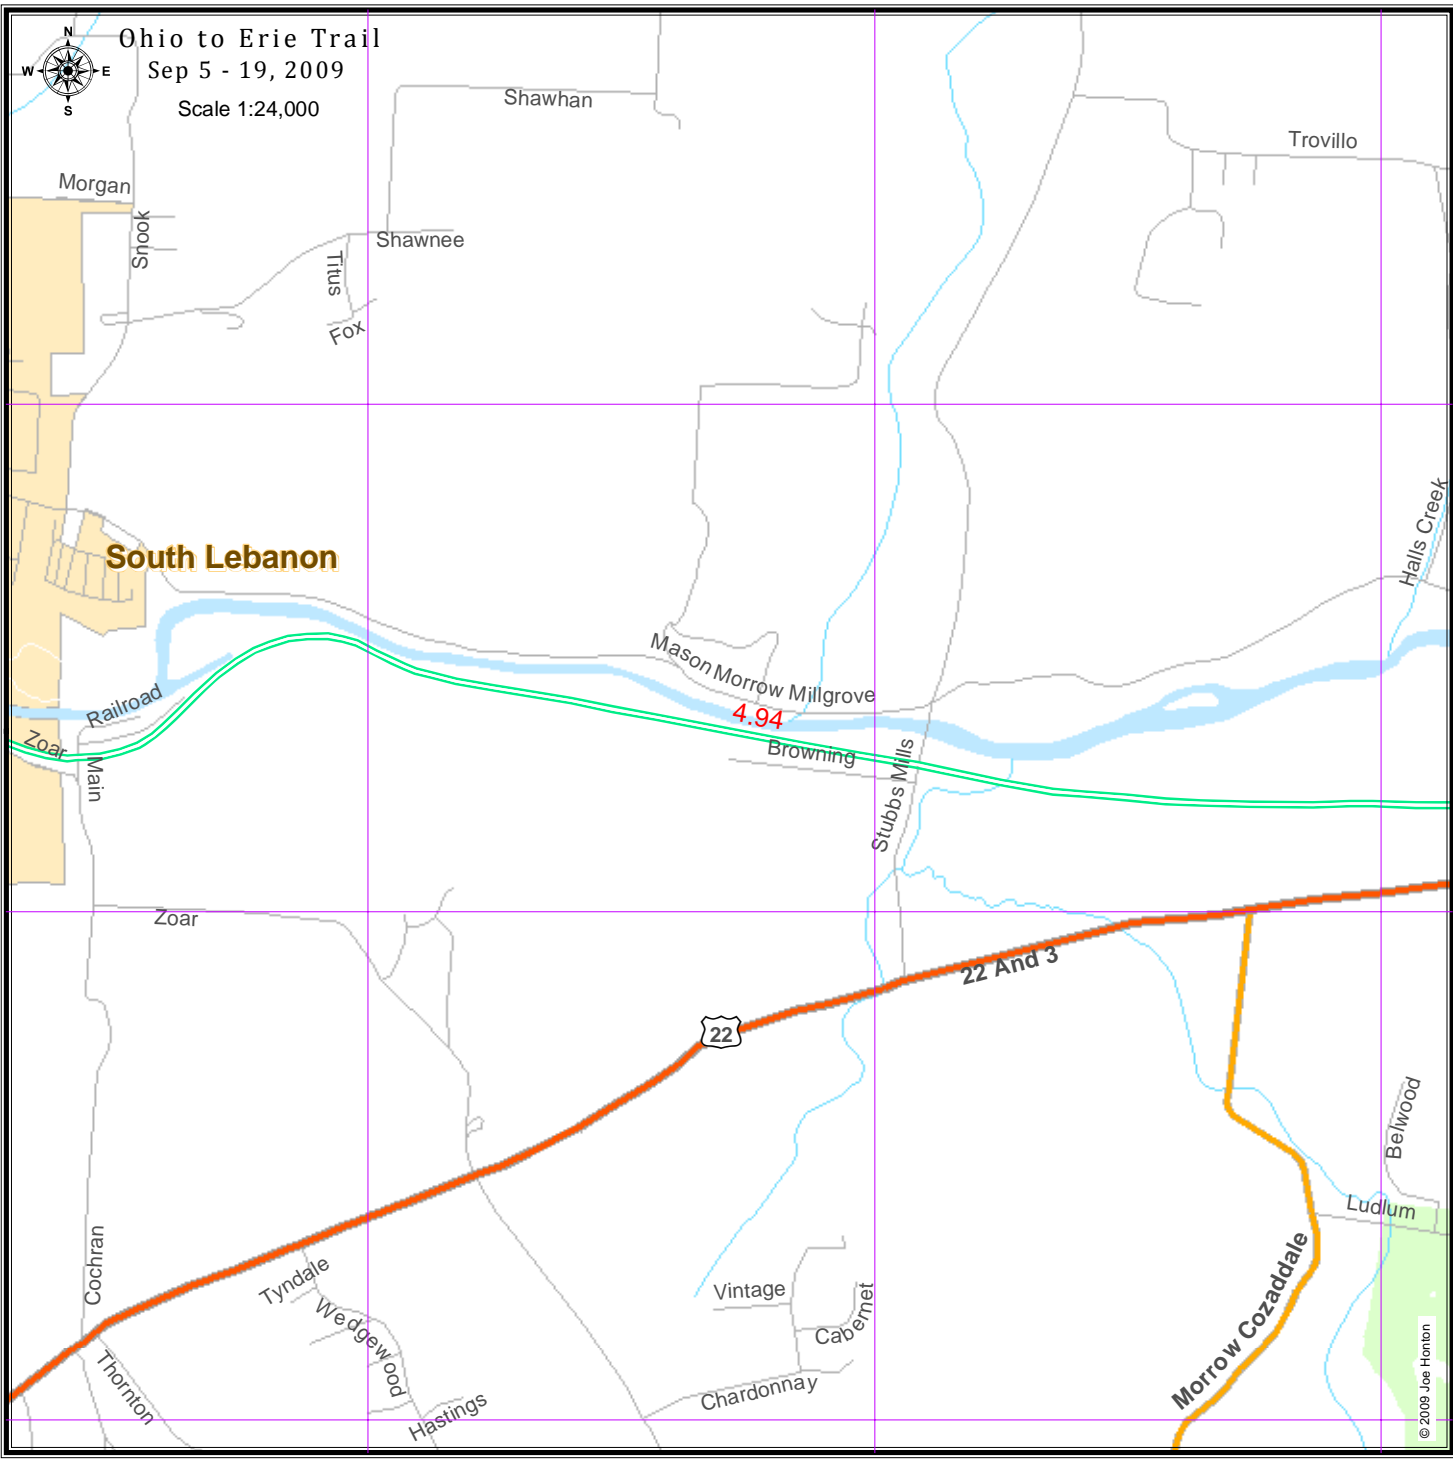 N
W E
S
Ohio to Erie Trail
Sep 5 - 19, 2009
Scale 1:24,000
Shawhan
Trovillo
Morgan
Snook
Shawnee
Titus
Fox
Halls Creek
South Lebanon
Mason Morrow Millgrove
Railroad
4.94
Zoar
Browning
Main
Stubbs Mills
Zoar
22 And 3
22
Belwood
Ludlum
Cochran
Tyndale
Vintage
Wedgewood
Cabernet
Morrow Cozaddale
Thornton
Chardonnay
Hastings
© 2009 Joe Honton